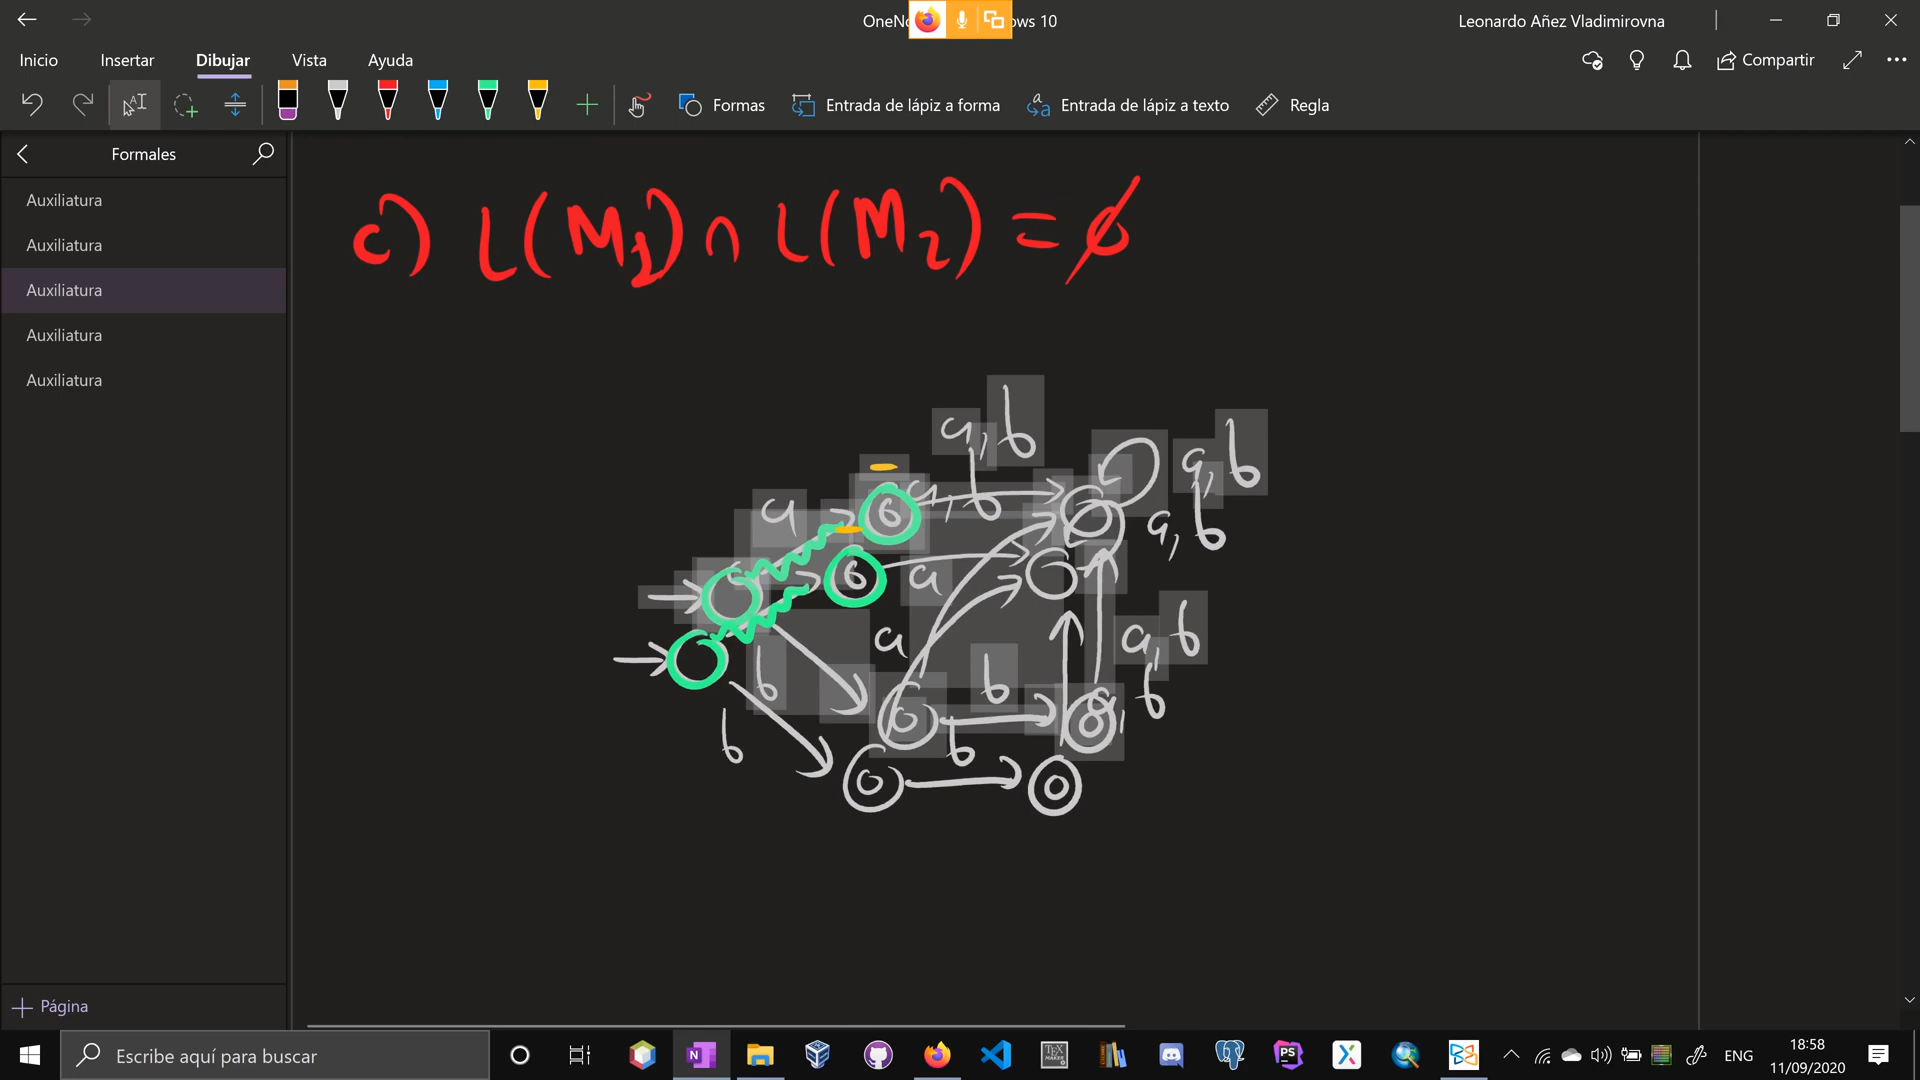 OneNo
ows 10
Leonardo Añez Vladimirovna
Inicio
Insertar
Dibujar
Vista
Ayuda
Compartir
Formas
Entrada de lápiz a forma
Entrada de lápiz a texto
Regla
Formales
Auxiliatura
Auxiliatura
Auxiliatura
Auxiliatura
Auxiliatura
c) L(M1) ∩ L(M2) = ∅
a, b
a, b
a
a, b
a, b
a
a
a, b
b
b
b
b
b
Página
Escribe aquí para buscar
ENG
18:58
11/09/2020